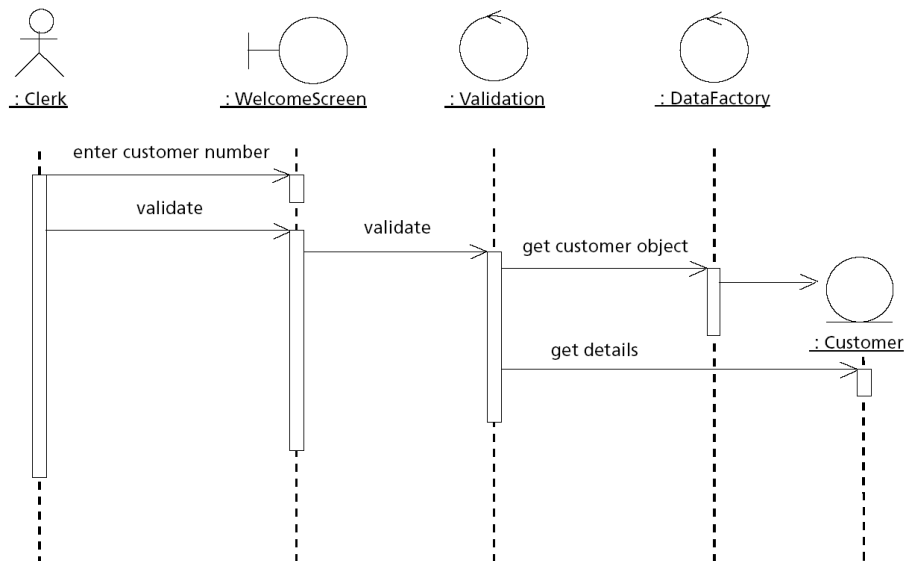 : Clerk
: WelcomeScreen
: Validation
: DataFactory
enter customer number
validate
validate
get customer object
: Customer
get details